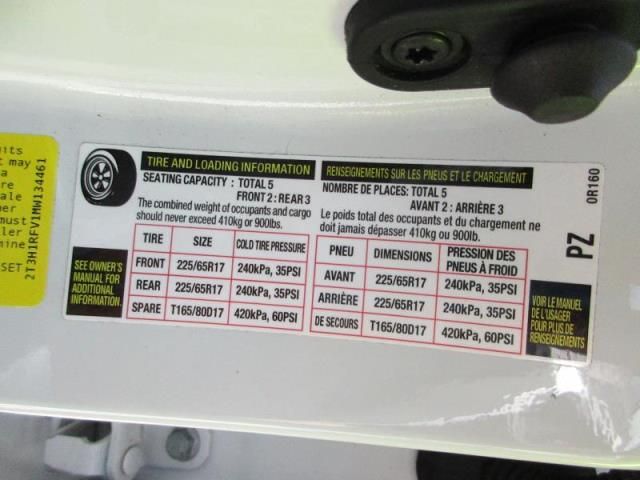 uits
t may
a
re
ale
her
must
ler
mine
SET
2T3H1RFV1MW134461
TIRE AND LOADING INFORMATION
SEATING CAPACITY : TOTAL 5
FRONT 2 : REAR 3
The combined weight of occupants and cargo
should never exceed 410kg or 900lbs.
SEE OWNER'S
MANUAL FOR
ADDITIONAL
INFORMATION.
TIRE SIZE COLD TIRE PRESSURE
FRONT 225/65R17 240kPa, 35PSI
REAR 225/65R17 240kPa, 35PSI
SPARE T165/80D17 420kPa, 60PSI
RENSEIGNEMENTS SUR LES PNEUS ET LE CHARGEMENT
NOMBRE DE PLACES: TOTAL 5
AVANT 2 : ARRIÈRE 3
Le poids total des occupants et du chargement ne
doit jamais dépasser 410kg ou 900lb.
PNEU DIMENSIONS PRESSION DES
PNEUS À FROID
AVANT 225/65R17 240kPa, 35PSI
ARRIÈRE 225/65R17 240kPa, 35PSI
DE SECOURS T165/80D17 420kPa, 60PSI
VOIR LE MANUEL
DE L'USAGER
POUR PLUS DE
RENSEIGNEMENTS
PZ
0R160